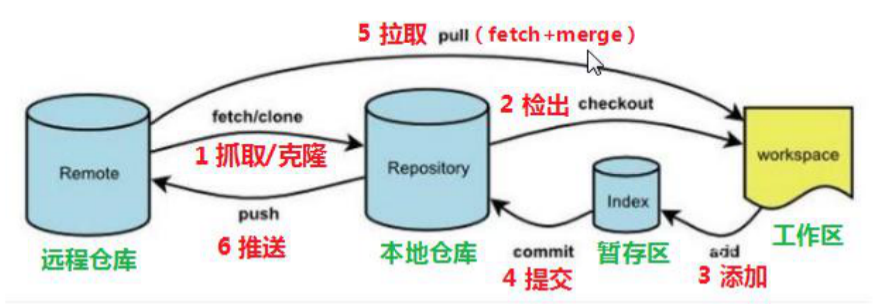 5 拉取 pull（fetch+merge）
fetch/clone
2 检出 checkout
1 抓取/克隆
Remote
Repository
workspace
Index
push
6 推送
远程仓库
本地仓库
commit
4 提交
暂存区
add
3 添加
工作区